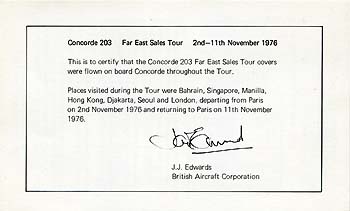 Concorde 203 Far East Sales Tour 2nd—11th November 1976
This is to certify that the Concorde 203 Far East Sales Tour covers
were flown on board Concorde throughout the Tour.
Places visited during the Tour were Bahrain, Singapore, Manilla,
Hong Kong, Djakarta, Seoul and London, departing from Paris
on 2nd November 1976 and returning to Paris on 11th November
1976.
J.J. Edwards
British Aircraft Corporation